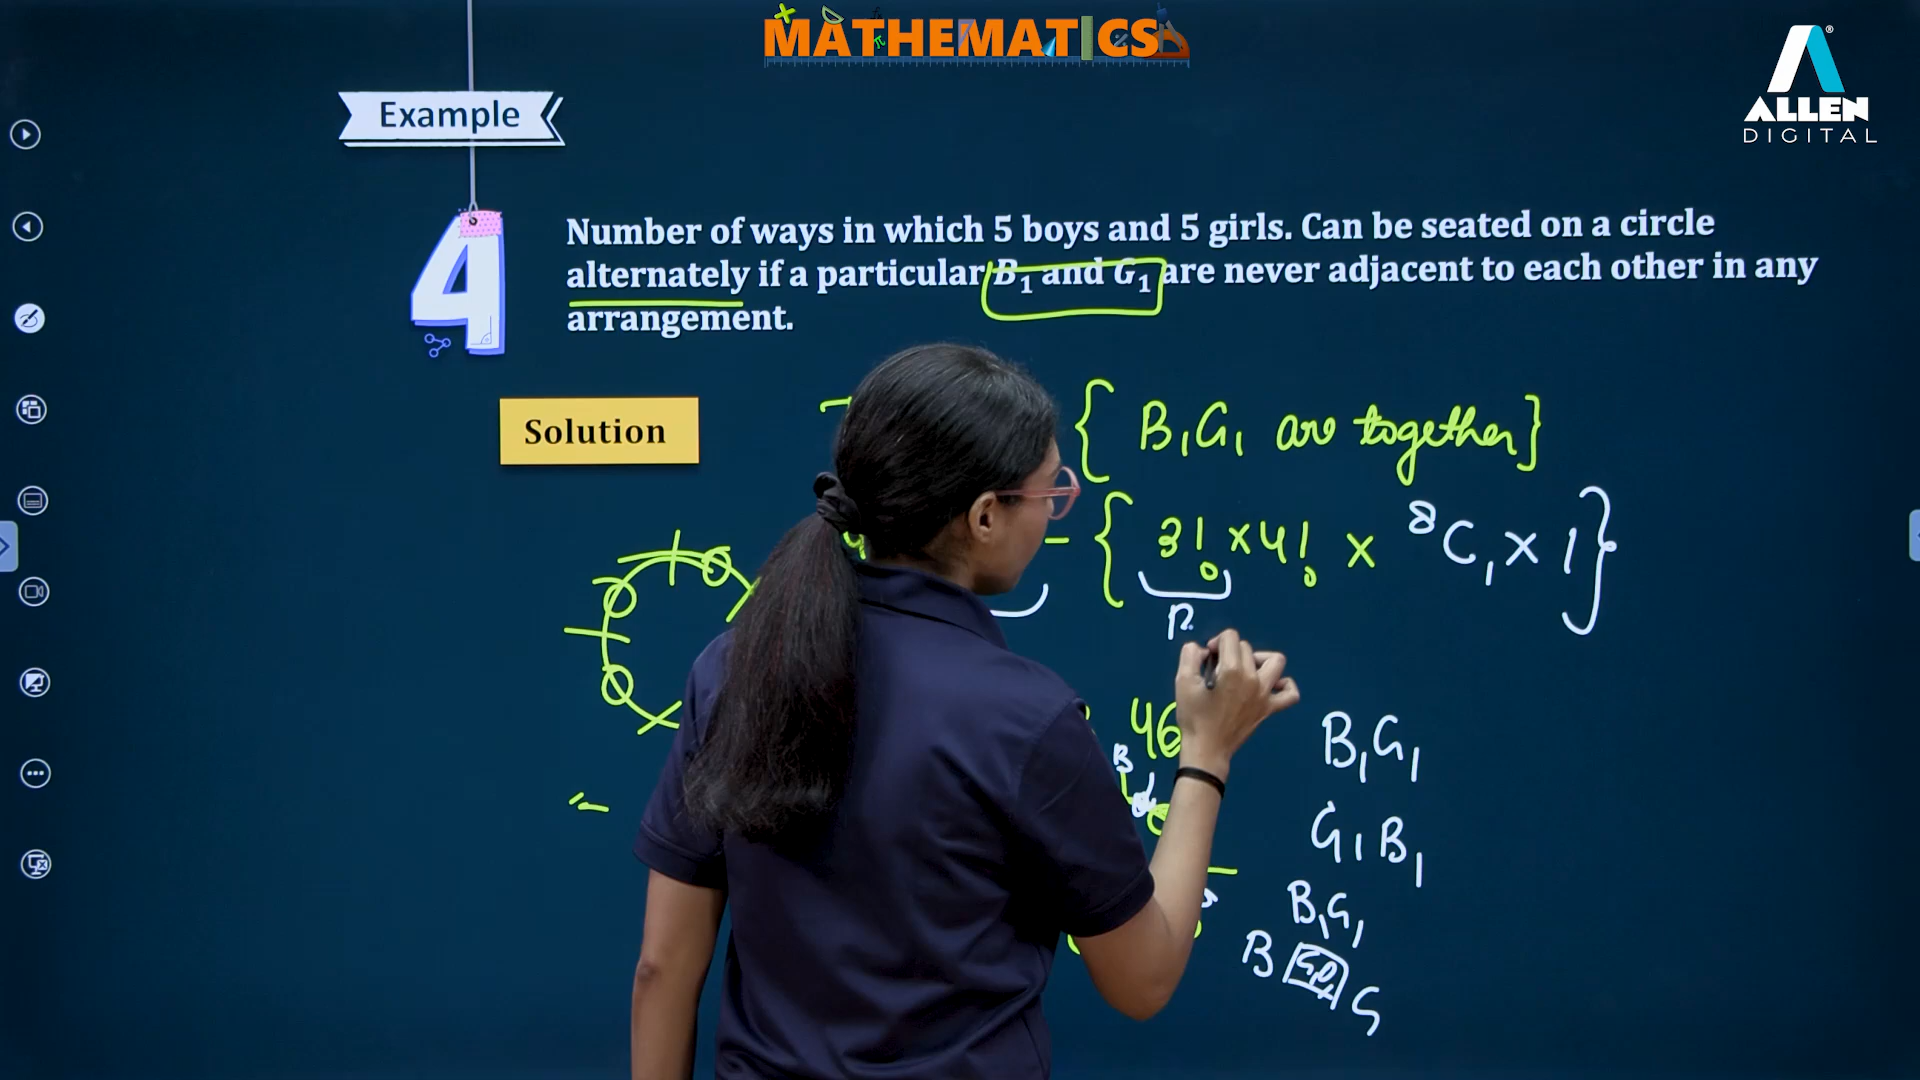 MATHEMATICS
ALLEN
DIGITAL
Example
4
Number of ways in which 5 boys and 5 girls. Can be seated on a circle
alternately if a particular B₁ and G₁ are never adjacent to each other in any
arrangement.
Solution
{ B₁G₁ are together }
- { 3! × 4! × ⁸C₁ × 1 }
46
B
B₁G₁
G₁B₁
B₁G₁
B
G